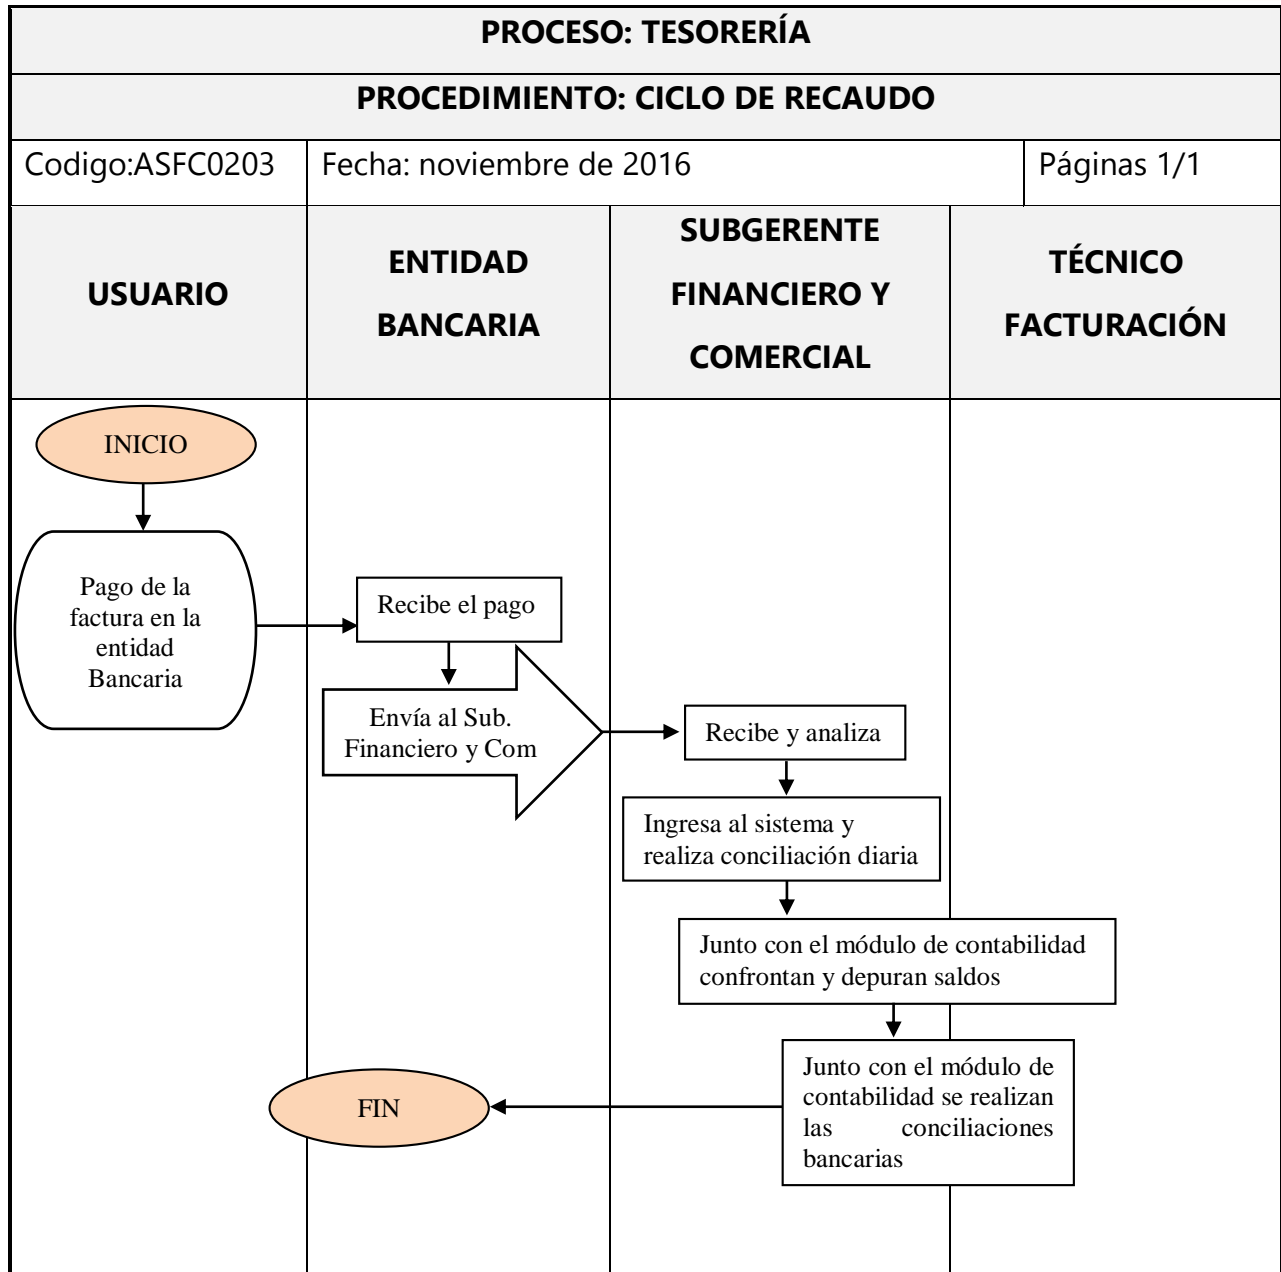 PROCESO: TESORERÍA
PROCEDIMIENTO: CICLO DE RECAUDO
Codigo:ASFC0203
Fecha: noviembre de 2016
Páginas 1/1
USUARIO
ENTIDAD
BANCARIA
SUBGERENTE
FINANCIERO Y
COMERCIAL
TÉCNICO
FACTURACIÓN
INICIO
Pago de la
factura en la
entidad
Bancaria
Recibe el pago
Envía al Sub.
Financiero y Com
Recibe y analiza
Ingresa al sistema y
realiza conciliación diaria
Junto con el módulo de contabilidad
confrontan y depuran saldos
Junto con el módulo de
contabilidad se realizan
las conciliaciones
bancarias
FIN